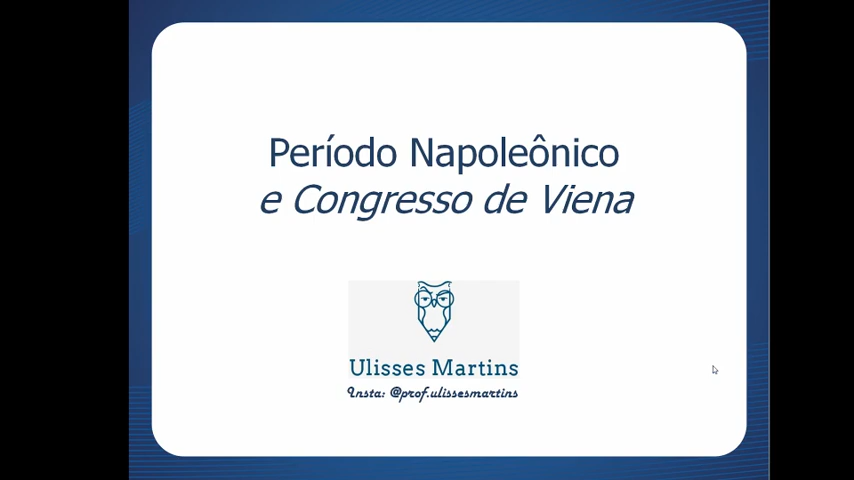 Período Napoleônico
e Congresso de Viena
Ulisses Martins
Insta: @prof.ulissesmartins